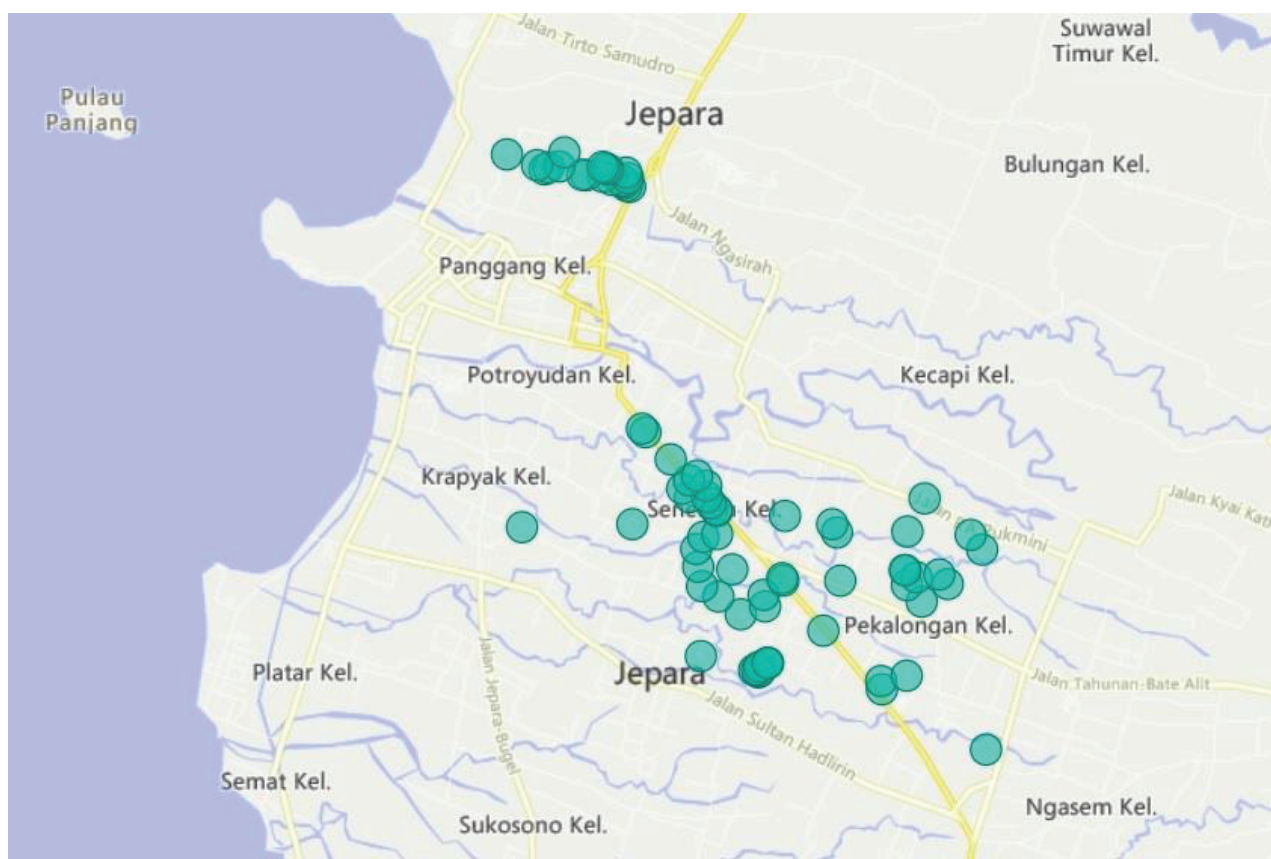 Suwawal
Timur Kel.
Jalan Tirto Samudro
Pulau
Panjang
Jepara
Bulungan Kel.
Jalan Ngasirah
Panggang Kel.
Potroyudan Kel.
Kecapi Kel.
Krapyak Kel.
Jalan Kyai
Kel.
Rukmini
Pekalongan Kel.
Platar Kel.
Jepara
Jalan Tahunan-Bate Alit
Jalan Jepara-Bugel
Jalan Sultan Hadlirin
Semat Kel.
Ngasem Kel.
Sukosono Kel.